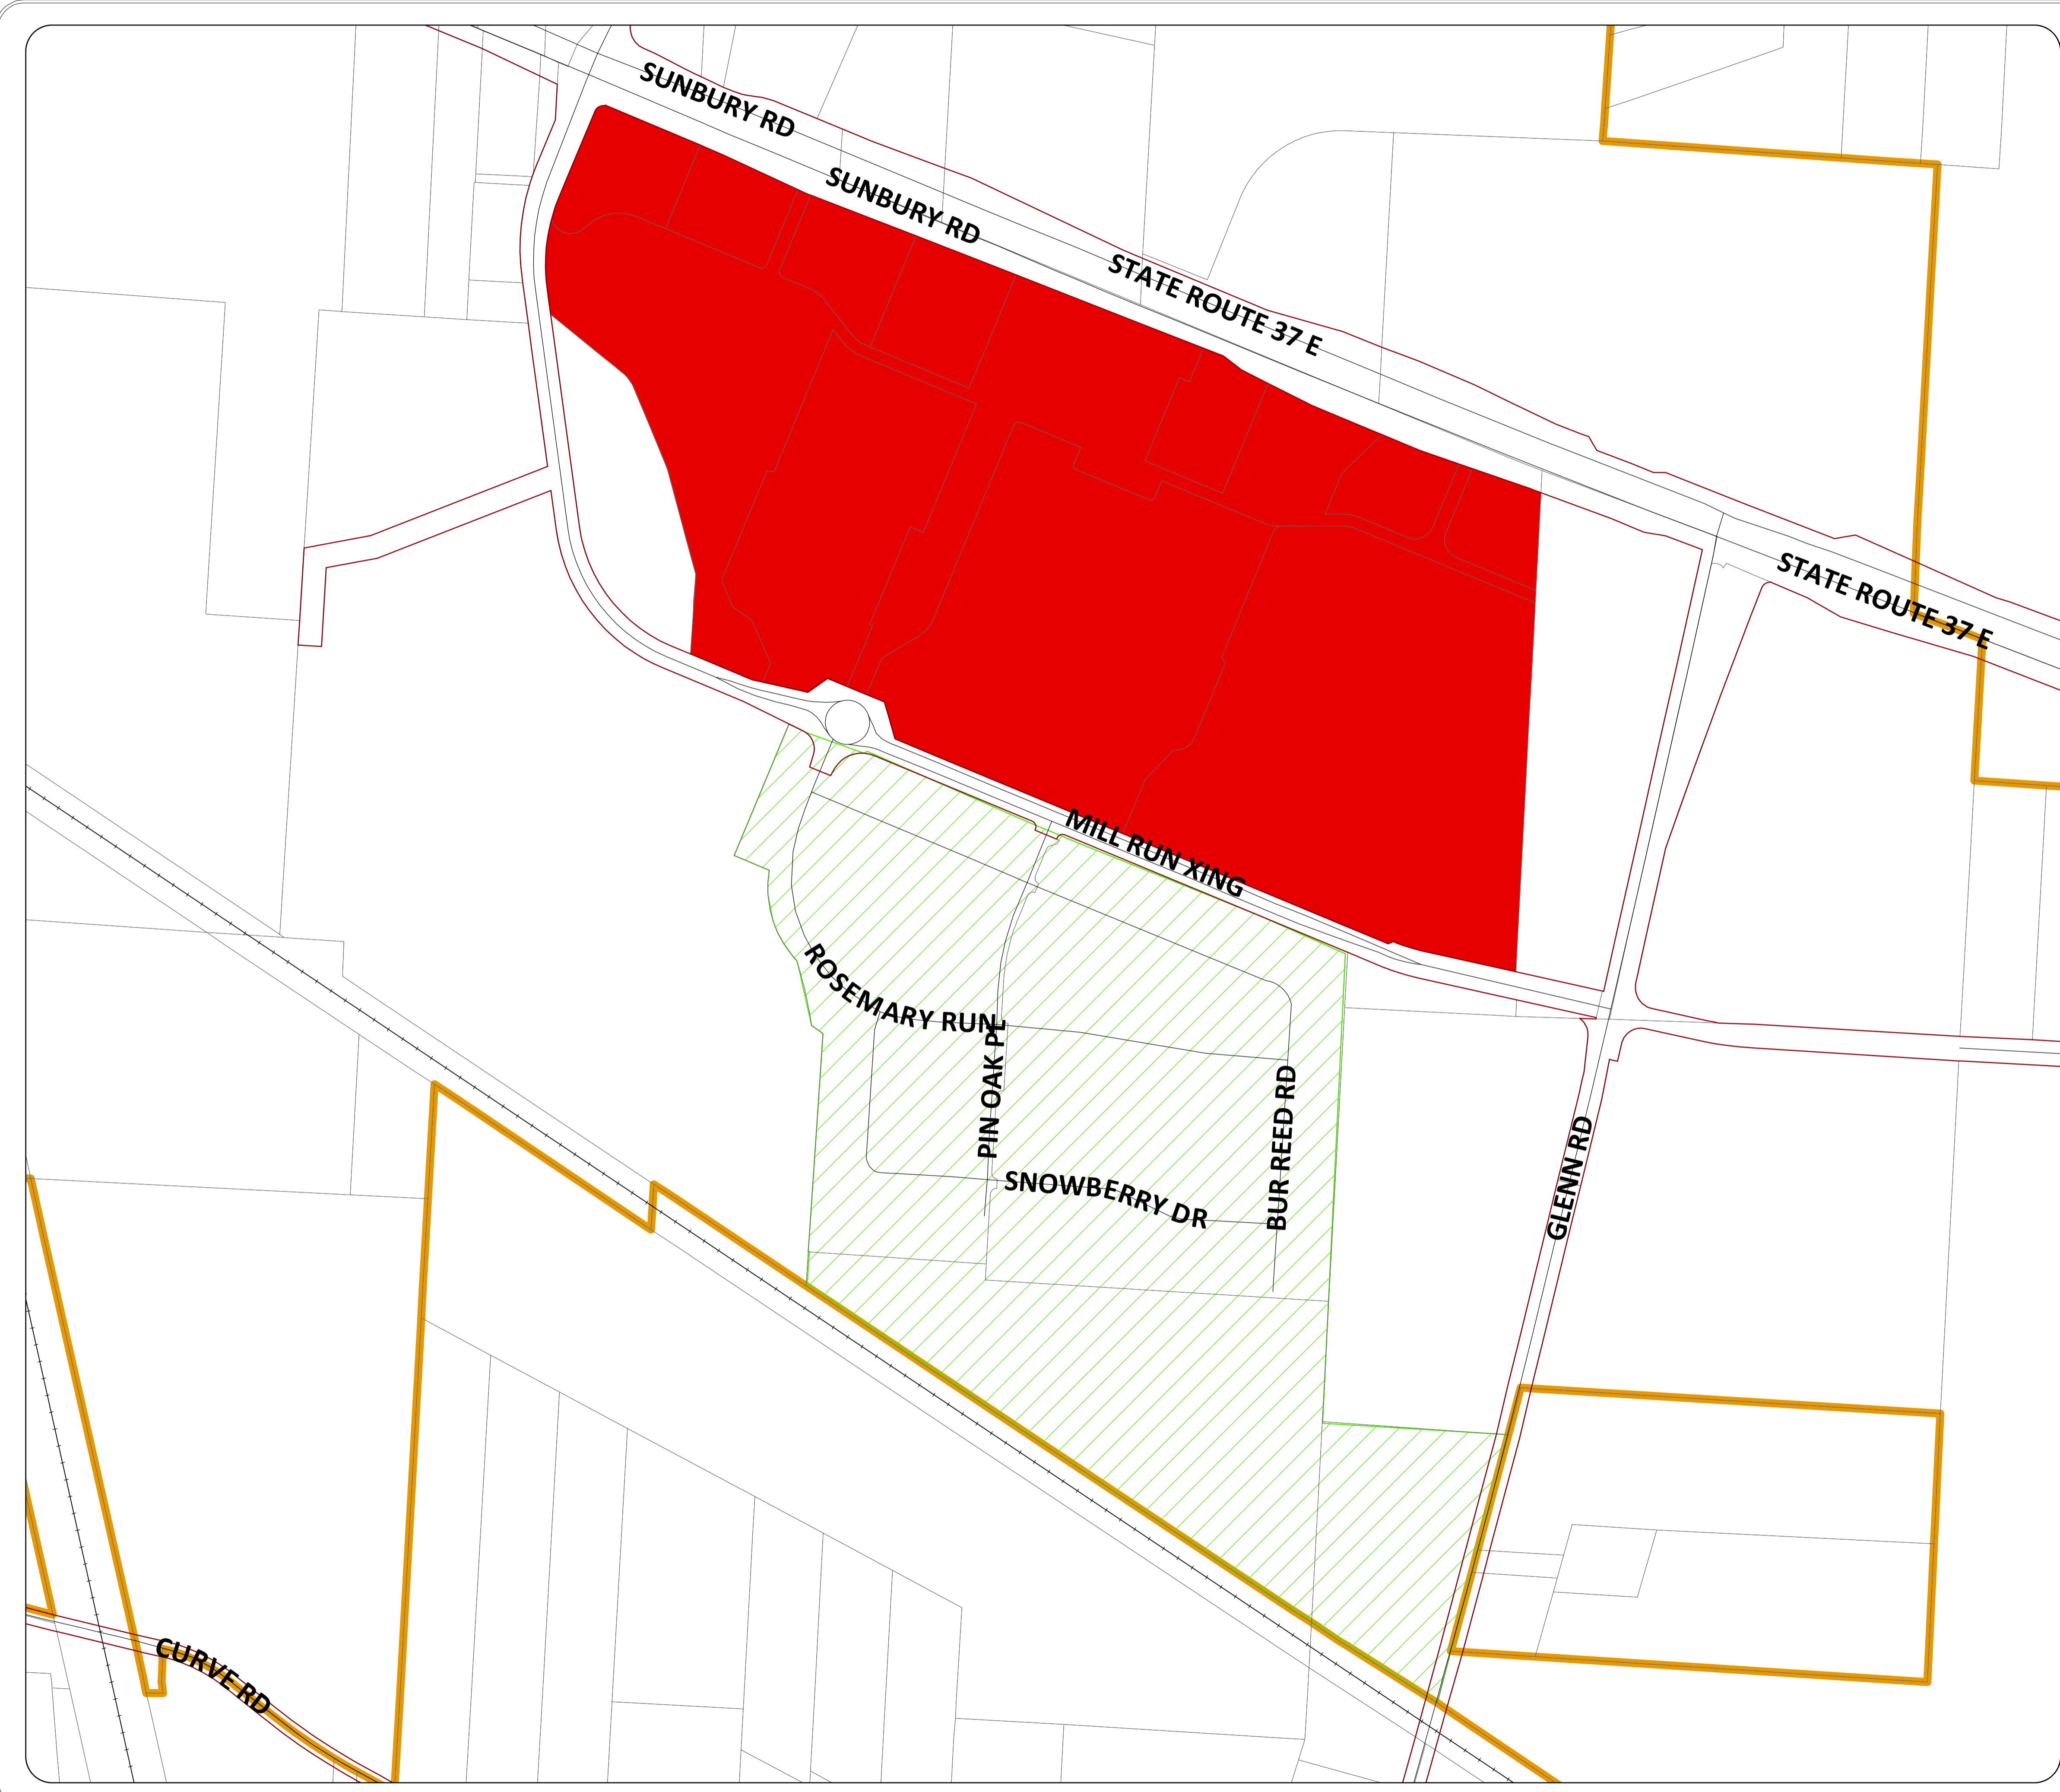 SUNBURY RD
SUNBURY RD
STATE ROUTE 37 E
STATE ROUTE 37 E
MILL RUN XING
ROSEMARY RUN
PIN OAK PL
BUR REED RD
SNOWBERRY DR
GLENN RD
CURVE RD